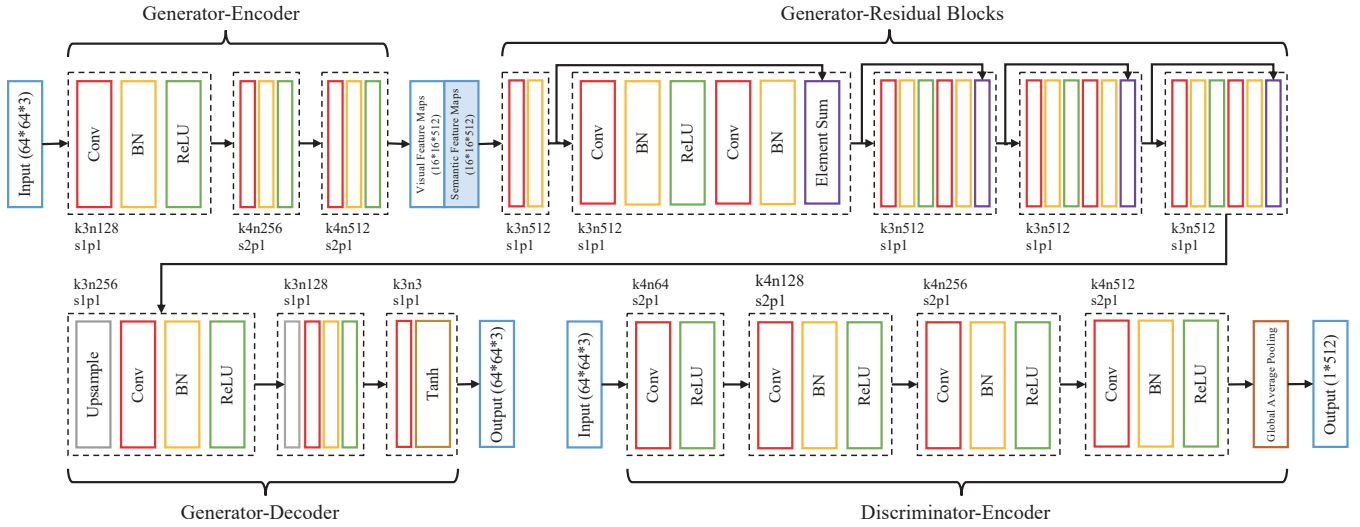 Generator-Encoder
Generator-Residual Blocks
Input (64*64*3)
Conv
BN
ReLU
Visual Feature Maps
(16*16*512)
Semantic Feature Maps
(16*16*512)
Conv
BN
ReLU
Conv
BN
Element Sum
k3n128
s1p1
k4n256
s2p1
k4n512
s2p1
k3n512
s1p1
k3n512
s1p1
k3n512
s1p1
k3n512
s1p1
k3n512
s1p1
k3n256
s1p1
k3n128
s1p1
k3n3
s1p1
Upsample
Conv
BN
ReLU
Tanh
Output (64*64*3)
Generator-Decoder
k4n64
s2p1
k4n128
s2p1
k4n256
s2p1
k4n512
s2p1
Input (64*64*3)
Conv
ReLU
Conv
BN
ReLU
Conv
BN
ReLU
Conv
BN
ReLU
Global Average Pooling
Output (1*512)
Discriminator-Encoder